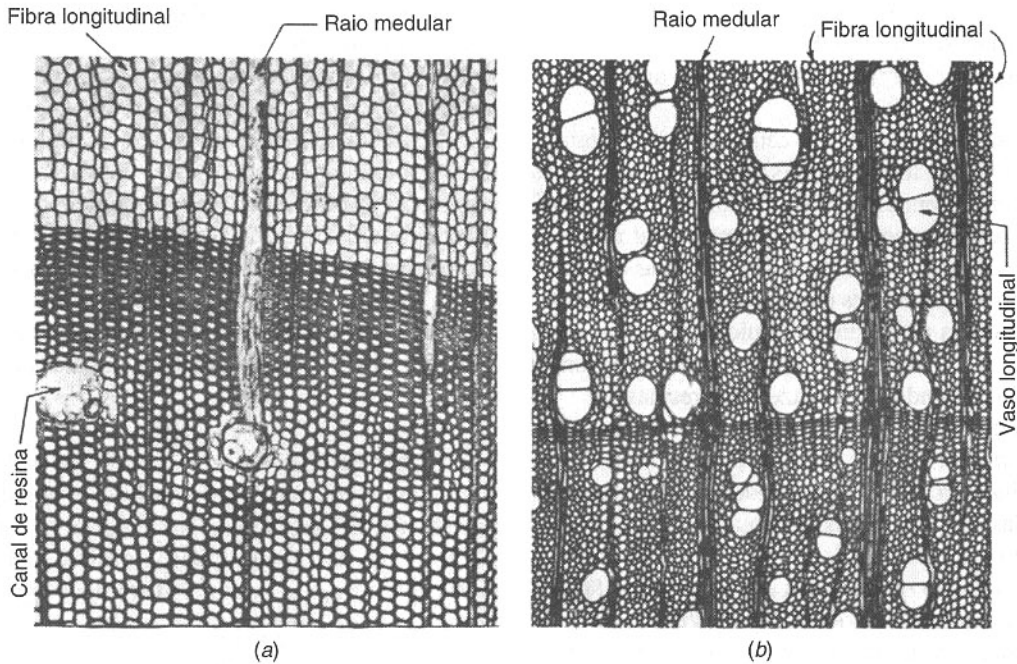 Fibra longitudinal
Raio medular
Canal de resina
(a)
Raio medular
Fibra longitudinal
Vaso longitudinal
(b)